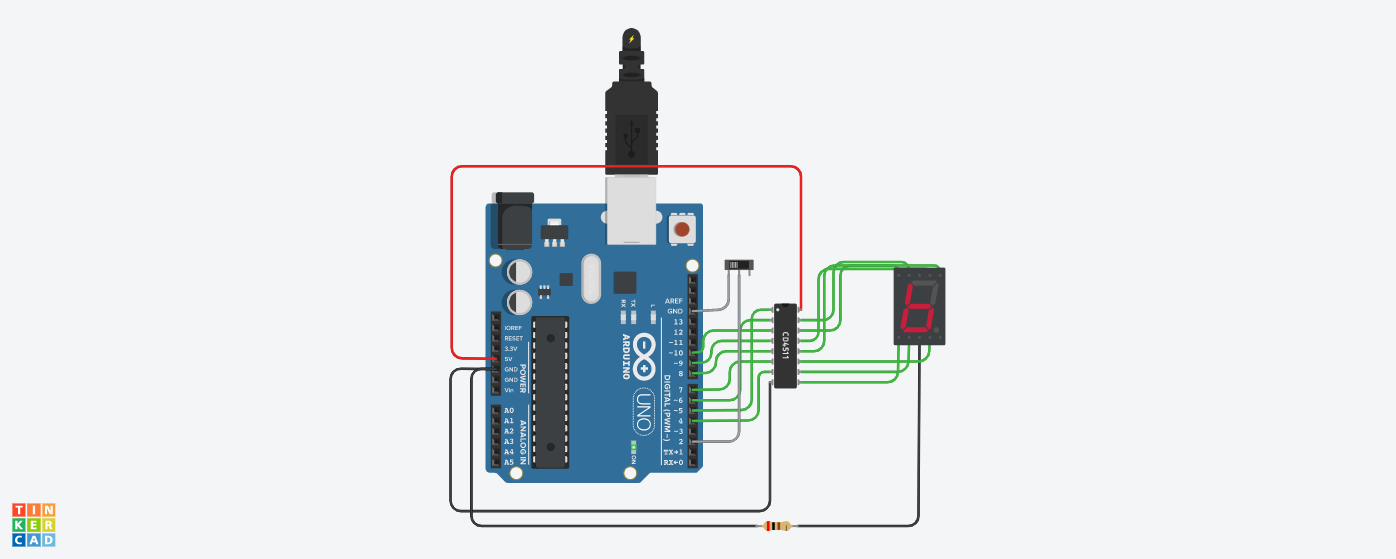 AREF
GND
13
12
~11
~10
~9
8
7
~6
~5
4
~3
2
TX→1
RX←0
DIGITAL (PWM~)
IOREF
RESET
3.3V
5V
GND
GND
Vin
POWER
A0
A1
A2
A3
A4
A5
ANALOG IN
RX
TX
L
ARDUINO
UNO
ON
CD4511
6
TIN
KER
CAD